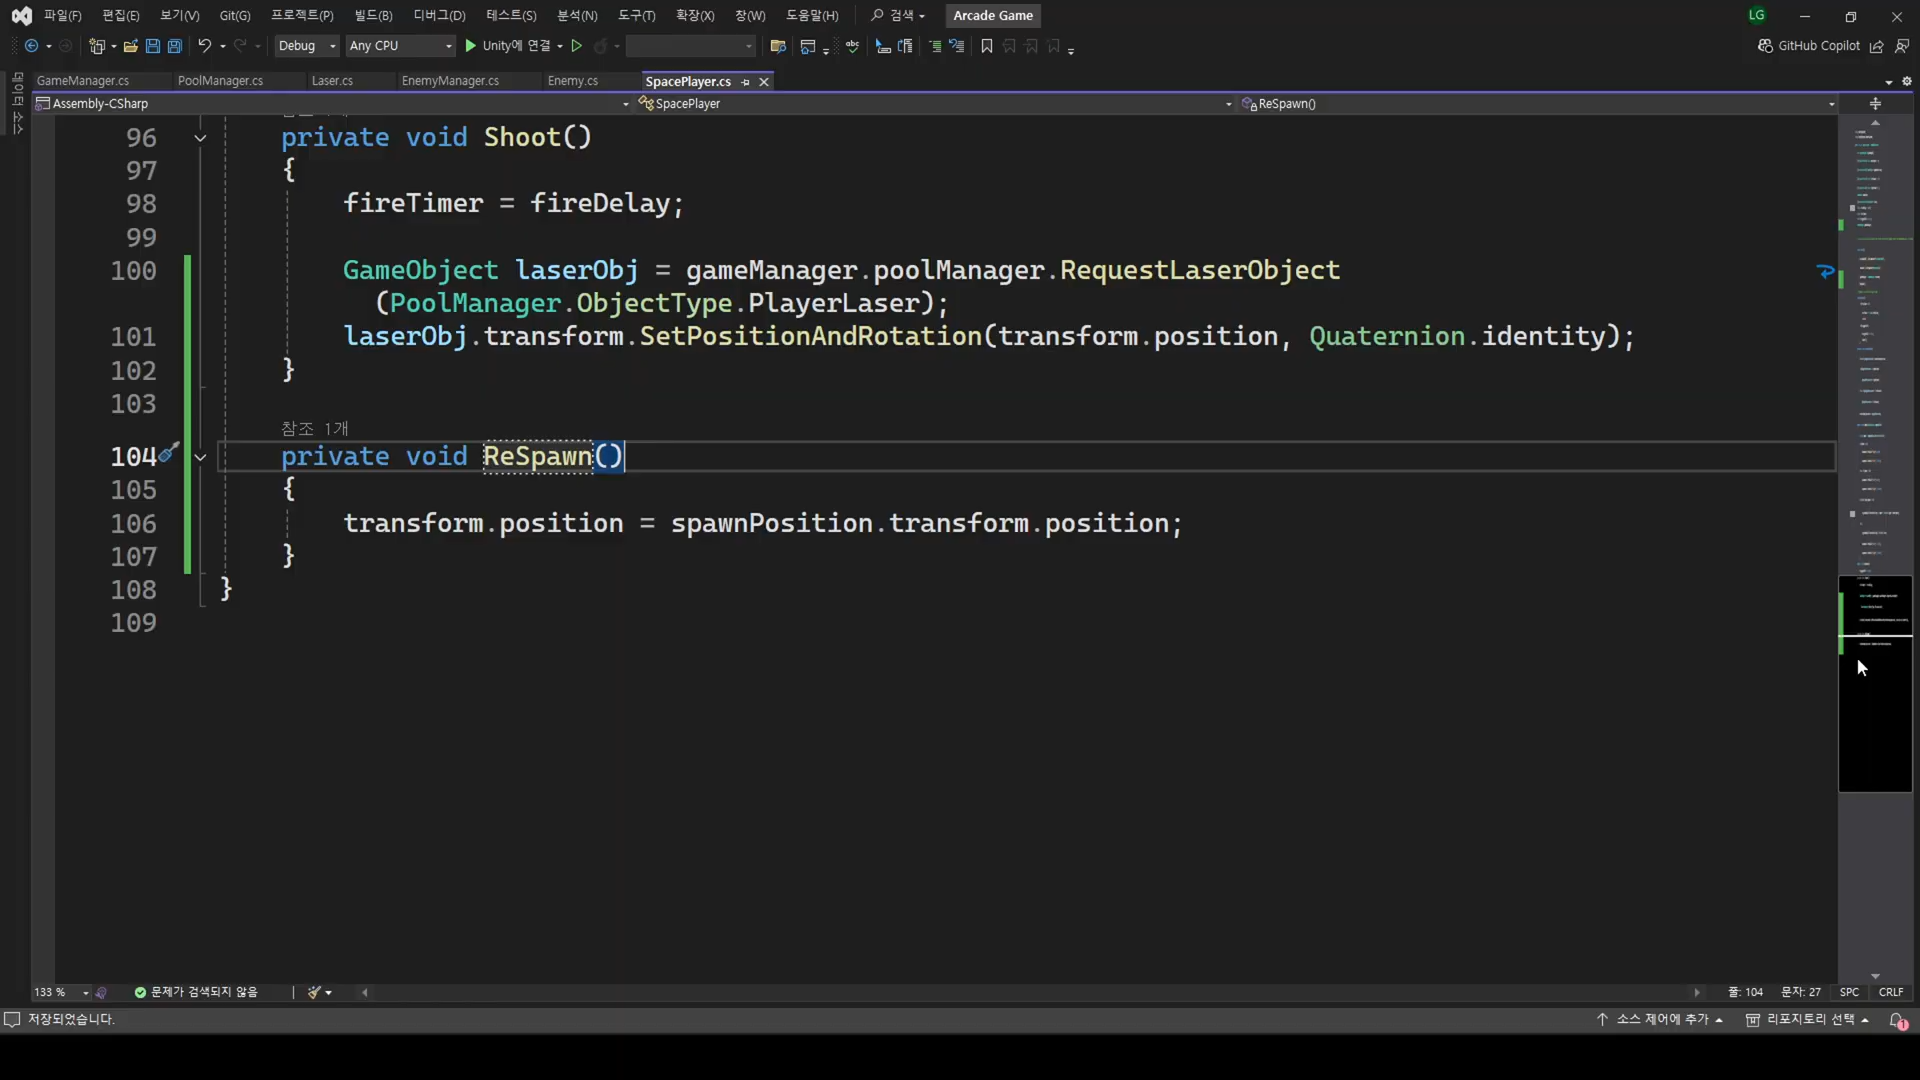 파일(F) 편집(E) 보기(V) Git(G) 프로젝트(P) 빌드(B) 디버그(D) 테스트(S) 분석(N) 도구(T) 확장(X) 창(W) 도움말(H) 검색 Arcade Game LG
Debug Any CPU Unity에 연결 abc GitHub Copilot
데이터 소스
GameManager.cs PoolManager.cs Laser.cs EnemyManager.cs Enemy.cs SpacePlayer.cs
Assembly-CSharp SpacePlayer ReSpawn()
96 private void Shoot()
97 {
98 fireTimer = fireDelay;
99
100 GameObject laserObj = gameManager.poolManager.RequestLaserObject
(PoolManager.ObjectType.PlayerLaser);
101 laserObj.transform.SetPositionAndRotation(transform.position, Quaternion.identity);
102 }
103
참조 1개
104 private void ReSpawn()
105 {
106 transform.position = spawnPosition.transform.position;
107 }
108 }
109
133 % 문제가 검색되지 않음 줄: 104 문자: 27 SPC CRLF
저장되었습니다. 소스 제어에 추가 리포지토리 선택 1